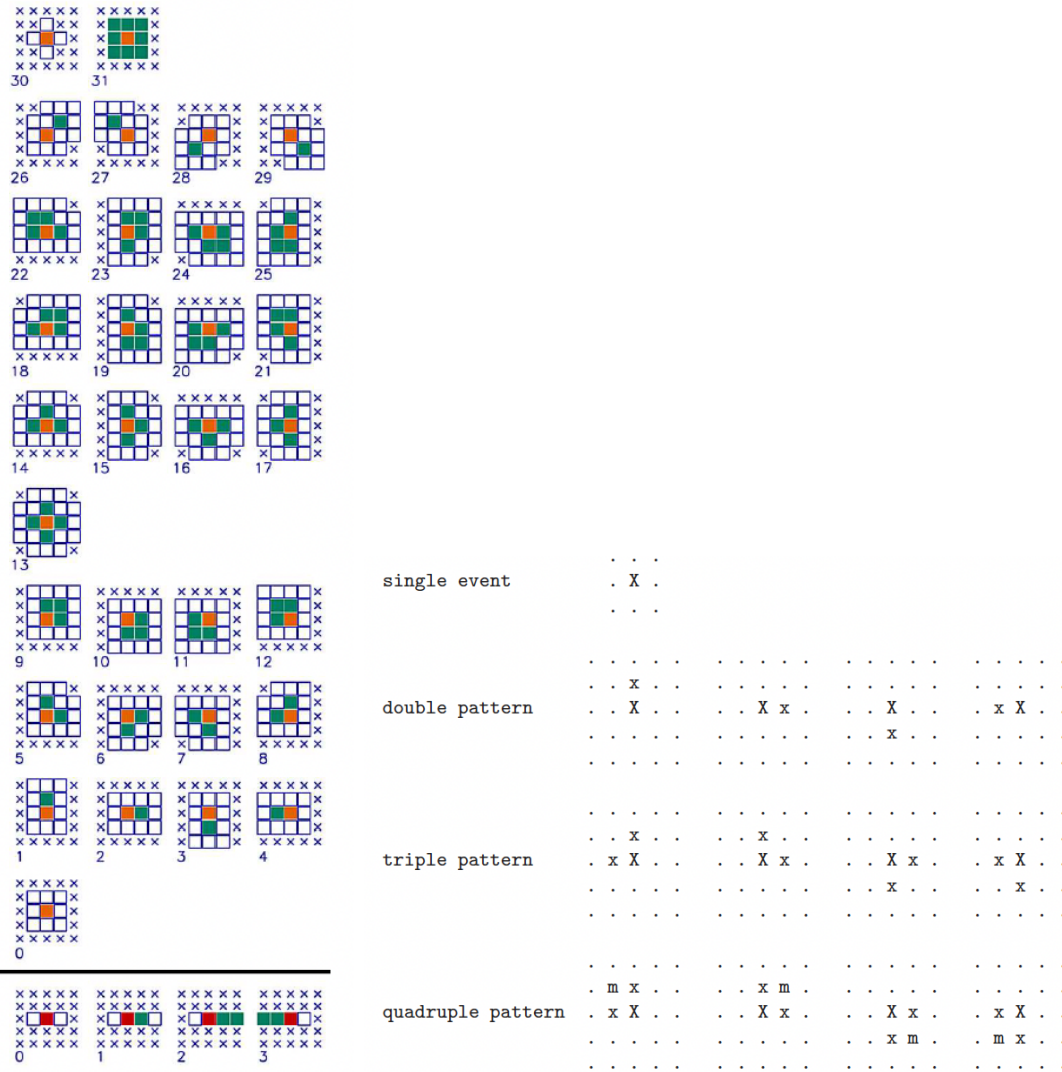 30 31
26 27 28 29
22 23 24 25
18 19 20 21
14 15 16 17
13
9 10 11 12
5 6 7 8
1 2 3 4
0
0 1 2 3
. . .
single event . X .
. . .
. . . . . . . . . . . . . . . . . . .
. . x . . . . . . . . . . . . . . . .
double pattern . . X . . . . X x . . . X . . . x X .
. . . . . . . . . . . . x . . . . . .
. . . . . . . . . . . . . . . . . . .
. . . . . . . . . . . . . . . . . . .
. . x . . . . x . . . . . . . . . . .
triple pattern . x X . . . . X x . . . X x . . x X .
. . . . . . . . . . . . x . . . . x .
. . . . . . . . . . . . . . . . . . .
. . . . . . . . . . . . . . . . . . .
. m x . . . . x m . . . . . . . . . .
quadruple pattern . x X . . . . X x . . . X x . . x X .
. . . . . . . . . . . . x m . . m x .
. . . . . . . . . . . . . . . . . . .